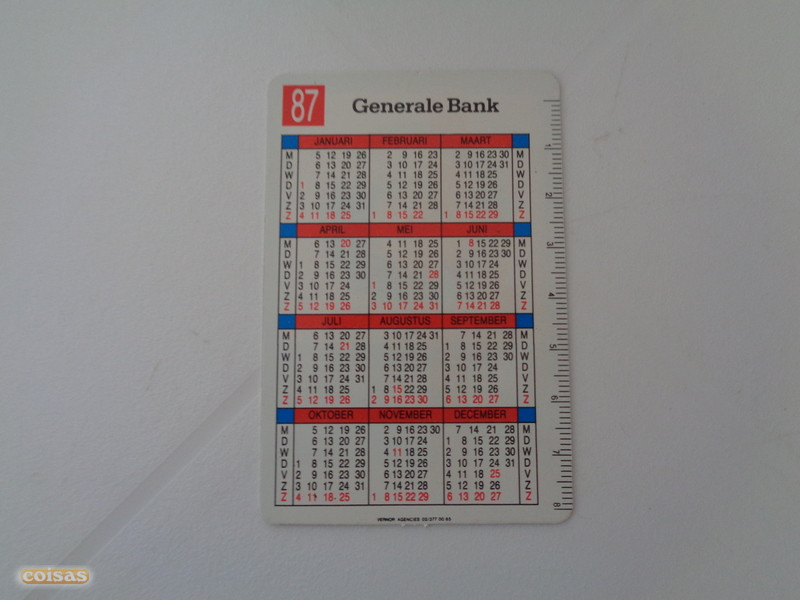 87 Generale Bank
JANUARI FEBRUARI MAART
M 5 12 19 26 2 9 16 23 2 9 16 23 30 M
D 6 13 20 27 3 10 17 24 3 10 17 24 31 D
W 7 14 21 28 4 11 18 25 4 11 18 25 W
D 1 8 15 22 29 5 12 19 26 5 12 19 26 D
V 2 9 16 23 30 6 13 20 27 6 13 20 27 V
Z 3 10 17 24 31 7 14 21 28 7 14 21 28 Z
Z 4 11 18 25 1 8 15 22 1 8 15 22 29 Z
APRIL MEI JUNI
M 6 13 20 27 4 11 18 25 1 8 15 22 29 M
D 7 14 21 28 5 12 19 26 2 9 16 23 30 D
W 1 8 15 22 29 6 13 20 27 3 10 17 24 W
D 2 9 16 23 30 7 14 21 28 4 11 18 25 D
V 3 10 17 24 1 8 15 22 29 5 12 19 26 V
Z 4 11 18 25 2 9 16 23 30 6 13 20 27 Z
Z 5 12 19 26 3 10 17 24 31 7 14 21 28 Z
JULI AUGUSTUS SEPTEMBER
M 6 13 20 27 3 10 17 24 31 7 14 21 28 M
D 7 14 21 28 4 11 18 25 1 8 15 22 29 D
W 1 8 15 22 29 5 12 19 26 2 9 16 23 30 W
D 2 9 16 23 30 6 13 20 27 3 10 17 24 D
V 3 10 17 24 31 7 14 21 28 4 11 18 25 V
Z 4 11 18 25 1 8 15 22 29 5 12 19 26 Z
Z 5 12 19 26 2 9 16 23 30 6 13 20 27 Z
OKTOBER NOVEMBER DECEMBER
M 5 12 19 26 2 9 16 23 30 7 14 21 28 M
D 6 13 20 27 3 10 17 24 1 8 15 22 29 D
W 7 14 21 28 4 11 18 25 2 9 16 23 30 W
D 1 8 15 22 29 5 12 19 26 3 10 17 24 31 D
V 2 9 16 23 30 6 13 20 27 4 11 18 25 V
Z 3 10 17 24 31 7 14 21 28 5 12 19 26 Z
Z 4 11 18 25 1 8 15 22 29 6 13 20 27 Z
AGENCIES
1
2
3
4
5
6
7
8
coisas